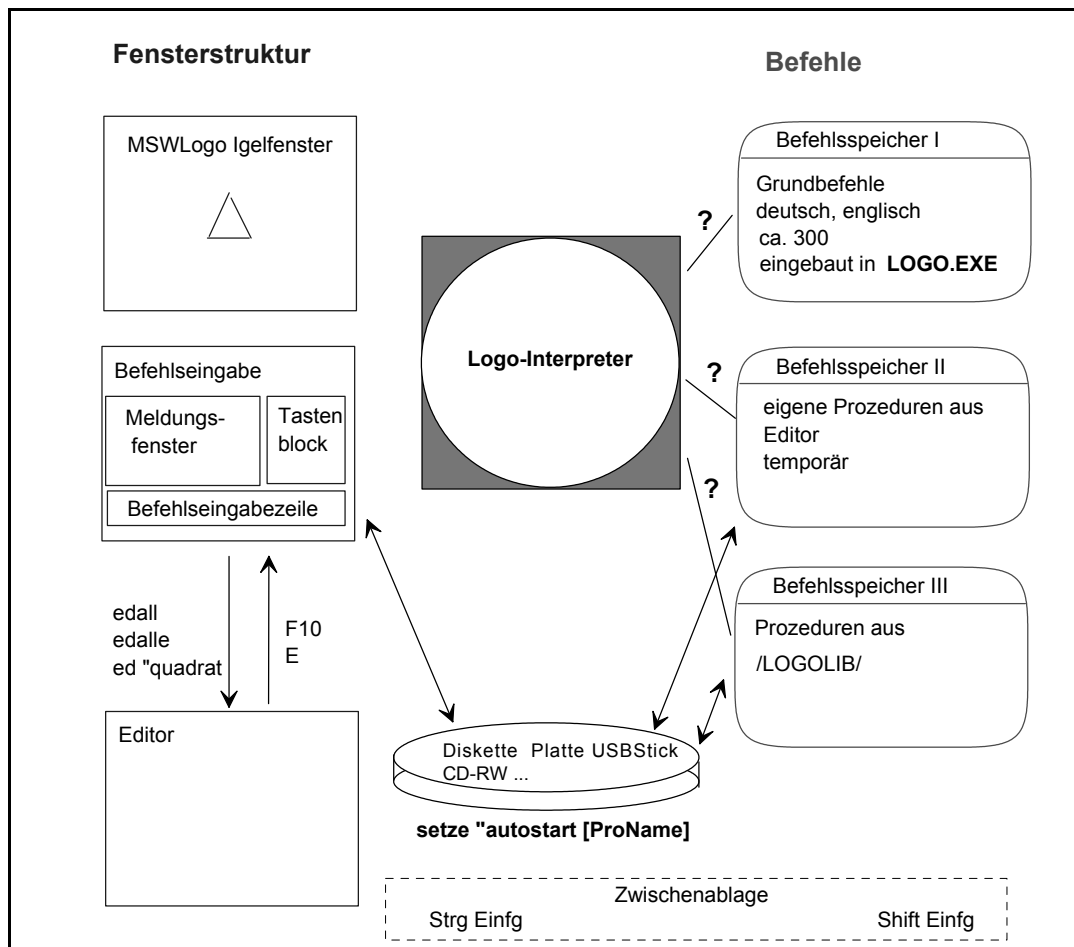 Fensterstruktur
Befehle
MSWLogo Igelfenster
Befehlseingabe
Meldungs-
fenster
Tasten
block
Befehlseingabezeile
edall
edalle
ed "quadrat
F10
E
Editor
Logo-Interpreter
?
?
?
Befehlsspeicher I
Grundbefehle
deutsch, englisch
ca. 300
eingebaut in LOGO.EXE
Befehlsspeicher II
eigene Prozeduren aus
Editor
temporär
Befehlsspeicher III
Prozeduren aus
/LOGOLIB/
Diskette Platte USBStick
CD-RW ...
setze "autostart [ProName]
Zwischenablage
Strg Einfg
Shift Einfg